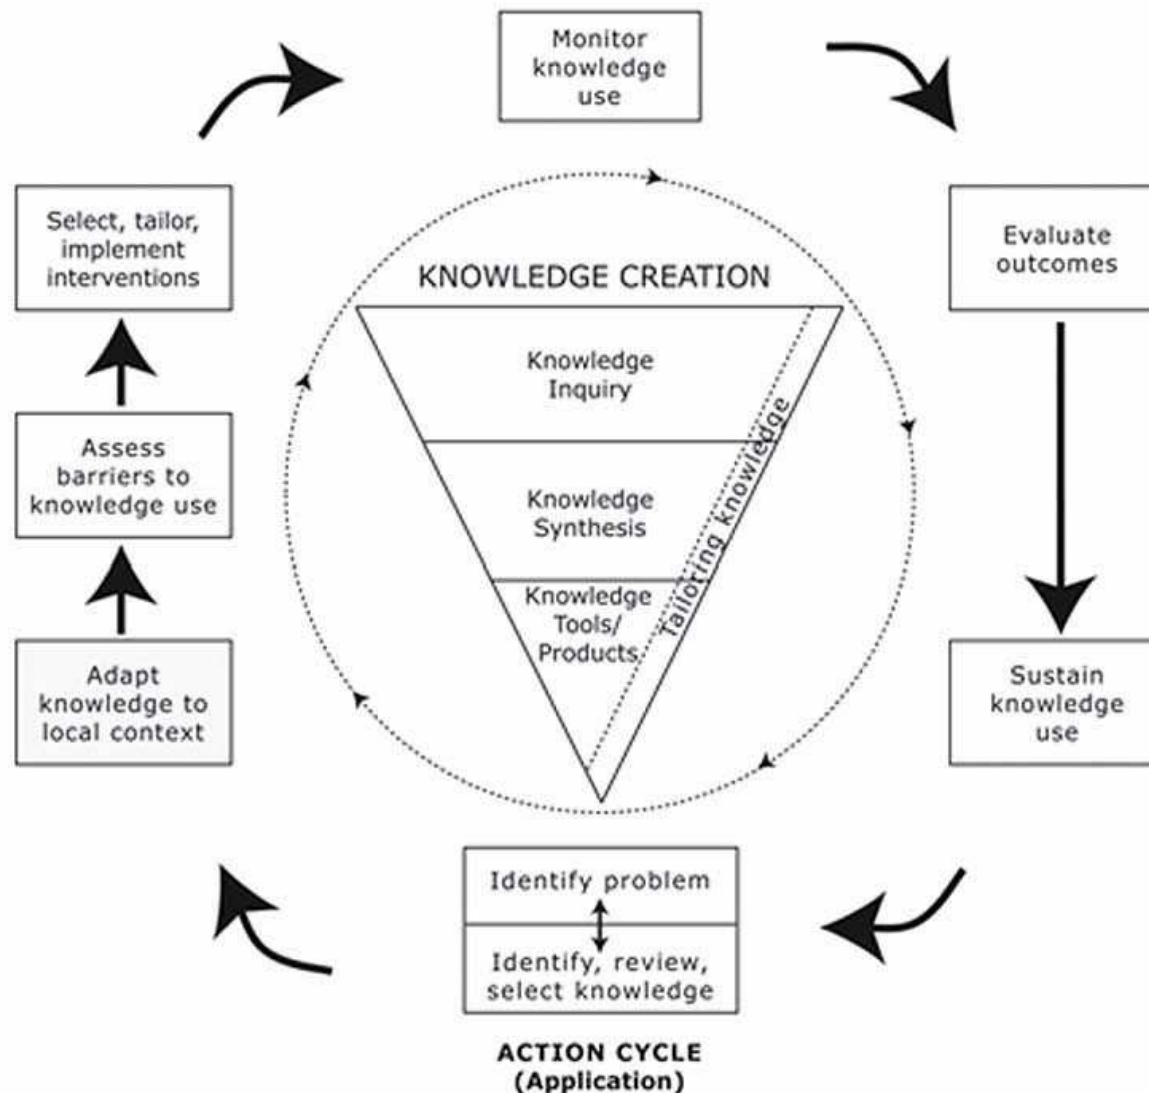 Monitor
knowledge
use
Select, tailor,
implement
interventions
Evaluate
outcomes
KNOWLEDGE CREATION
Knowledge
Inquiry
Assess
barriers to
knowledge use
Knowledge
Synthesis
Tailoring knowledge
Knowledge
Tools/
Products
Adapt
knowledge to
local context
Sustain
knowledge
use
Identify problem
Identify, review,
select knowledge
ACTION CYCLE
(Application)